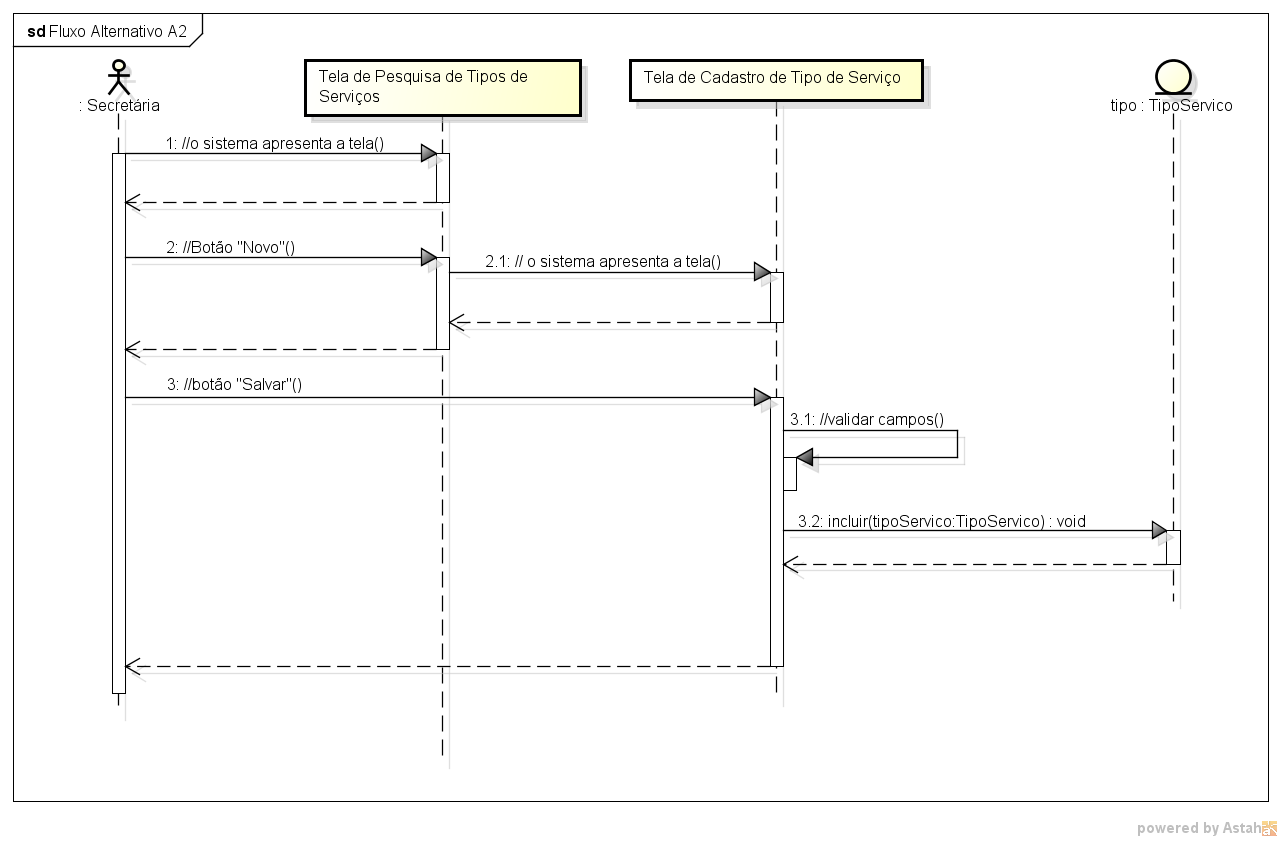 sd Fluxo Alternativo A2
: Secretária
Tela de Pesquisa de Tipos de
Serviços
Tela de Cadastro de Tipo de Serviço
tipo : TipoServico
1: //o sistema apresenta a tela()
2: //Botão "Novo"()
2.1: // o sistema apresenta a tela()
3: //botão "Salvar"()
3.1: //validar campos()
3.2: incluir(tipoServico:TipoServico) : void
powered by Astah